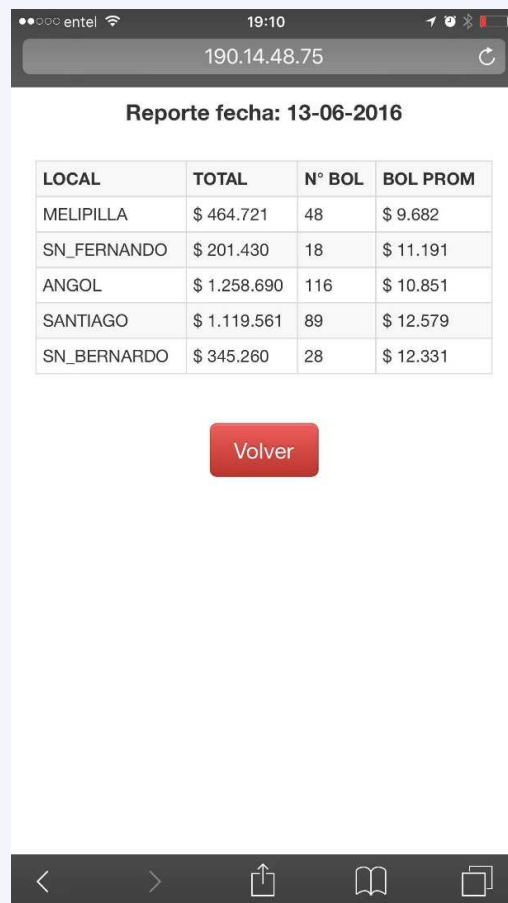 entel 19:10
190.14.48.75
Reporte fecha: 13-06-2016
LOCAL TOTAL N° BOL BOL PROM
MELIPILLA $ 464.721 48 $ 9.682
SN_FERNANDO $ 201.430 18 $ 11.191
ANGOL $ 1.258.690 116 $ 10.851
SANTIAGO $ 1.119.561 89 $ 12.579
SN_BERNARDO $ 345.260 28 $ 12.331
Volver